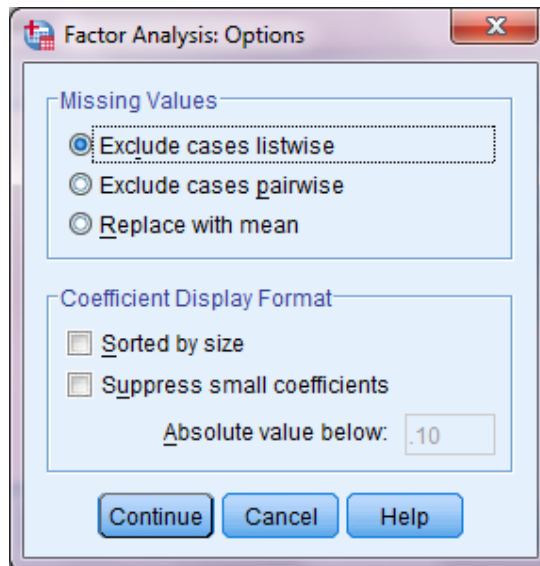 Factor Analysis: Options
X
Missing Values
Exclude cases listwise
Exclude cases pairwise
Replace with mean
Coefficient Display Format
Sorted by size
Suppress small coefficients
Absolute value below: .10
Continue Cancel Help